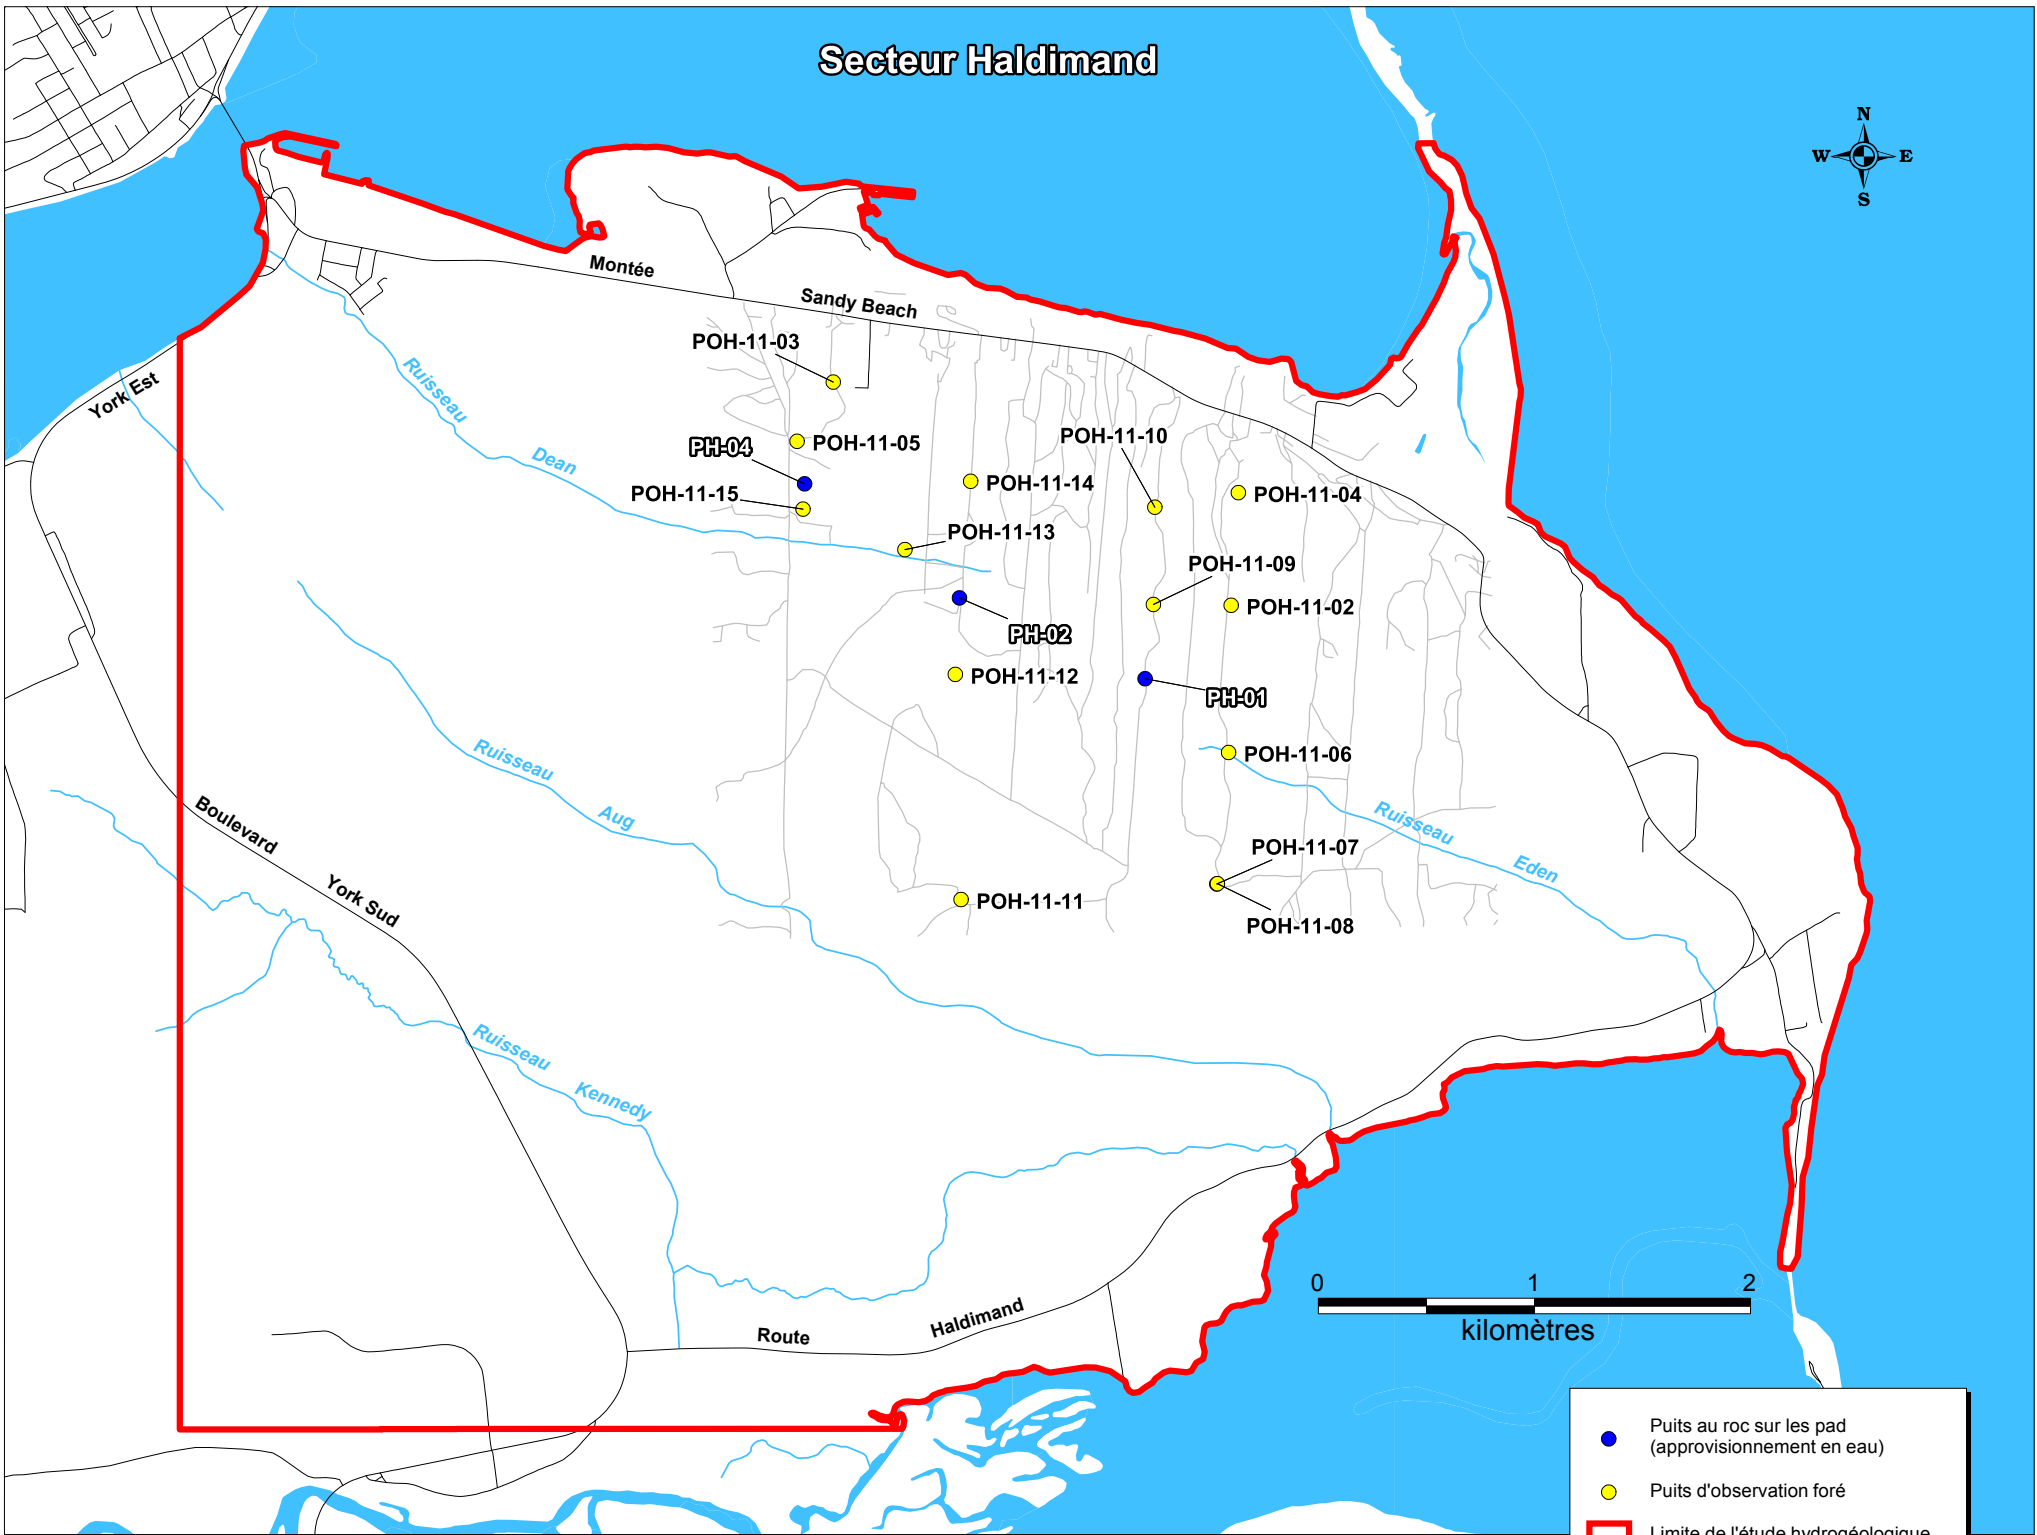 Secteur Haldimand
N
W
E
S
Montée
Sandy Beach
POH-11-03
York Est
Ruisseau
Dean
POH-11-05
PH-04
POH-11-15
POH-11-10
POH-11-14
POH-11-04
POH-11-13
POH-11-09
POH-11-02
PH-02
POH-11-12
PH-01
POH-11-06
Ruisseau
Aug
Ruisseau
Eden
Boulevard
York Sud
POH-11-07
POH-11-11
POH-11-08
Ruisseau
Kennedy
Route
Haldimand
0 1 2
kilomètres
Puits au roc sur les pad
(approvisionnement en eau)
Puits d'observation foré
Limite de l'étude hydrogéologique